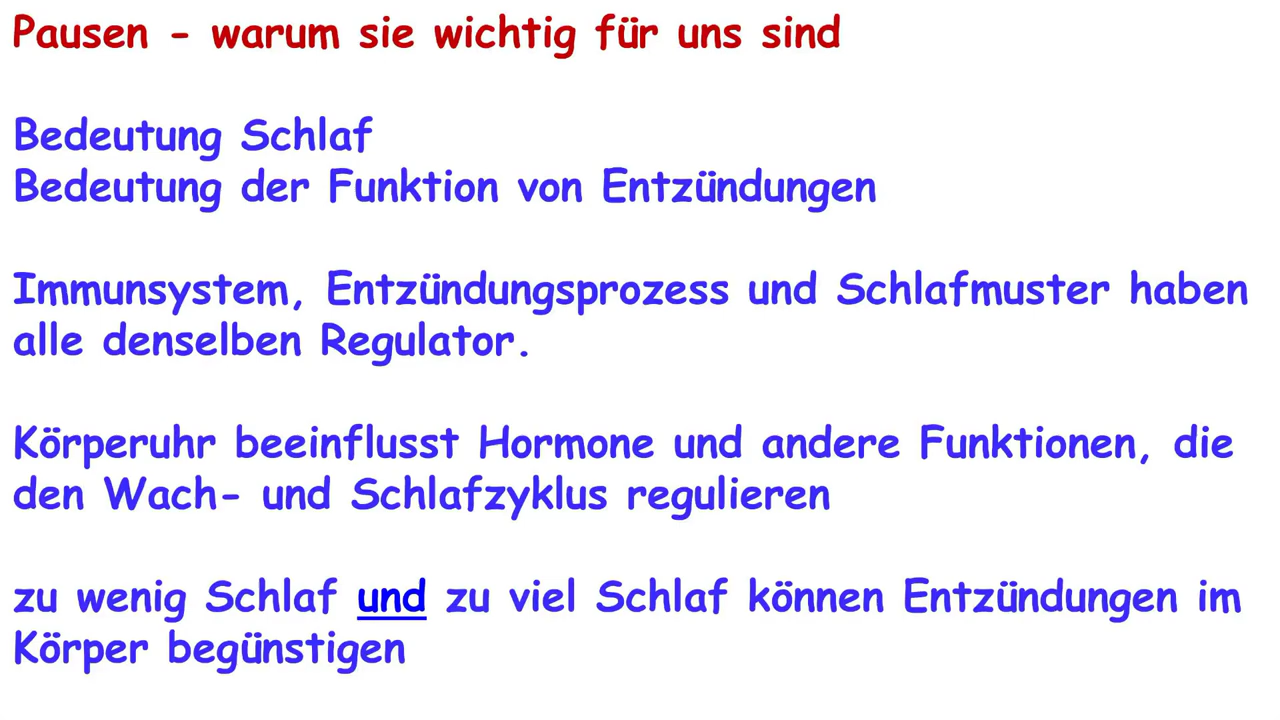 Pausen - warum sie wichtig für uns sind
Bedeutung Schlaf
Bedeutung der Funktion von Entzündungen
Immunsystem, Entzündungsprozess und Schlafmuster haben
alle denselben Regulator.
Körperuhr beeinflusst Hormone und andere Funktionen, die
den Wach- und Schlafzyklus regulieren
zu wenig Schlaf und zu viel Schlaf können Entzündungen im
Körper begünstigen